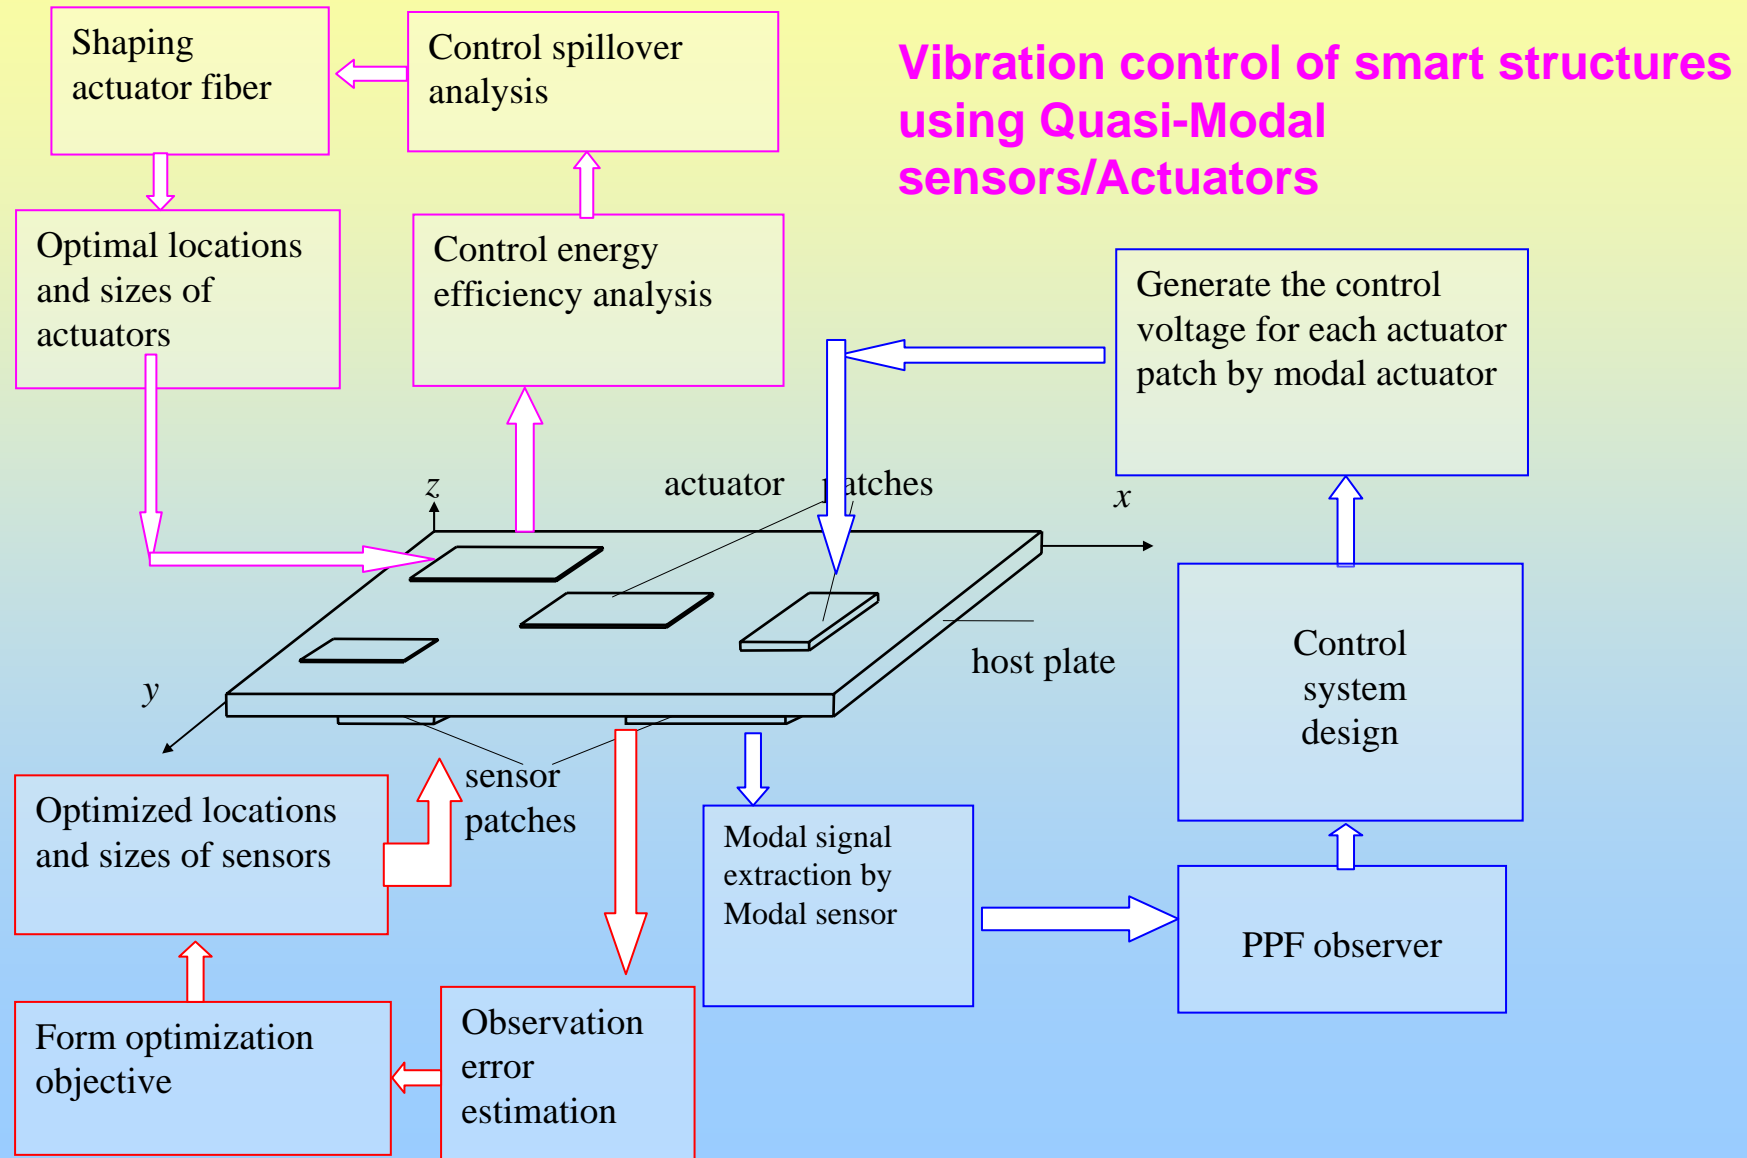 Vibration control of smart structures
using Quasi-Modal
sensors/Actuators
Shaping
actuator fiber
Control spillover
analysis
Optimal locations
and sizes of
actuators
Control energy
efficiency analysis
Generate the control
voltage for each actuator
patch by modal actuator
z
actuator patches
x
host plate
y
Control
system
design
sensor
patches
Optimized locations
and sizes of sensors
Modal signal
extraction by
Modal sensor
PPF observer
Form optimization
objective
Observation
error
estimation